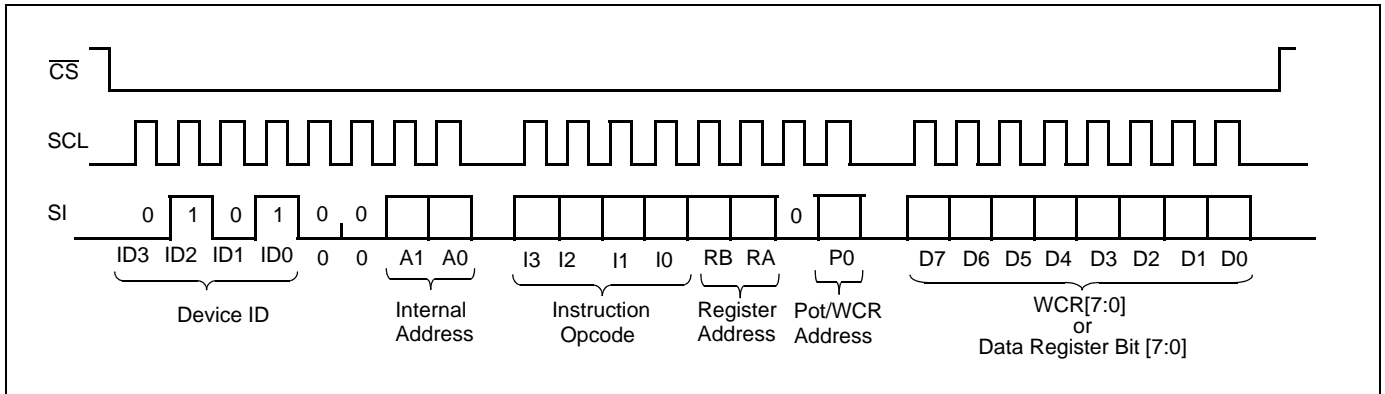 CS
SCL
SI
0 1 0 1 0 0 0
ID3 ID2 ID1 ID0 0 0 A1 A0 I3 I2 I1 I0 RB RA P0 D7 D6 D5 D4 D3 D2 D1 D0
Device ID
Internal
Address
Instruction
Opcode
Register
Address
Pot/WCR
Address
WCR[7:0]
or
Data Register Bit [7:0]